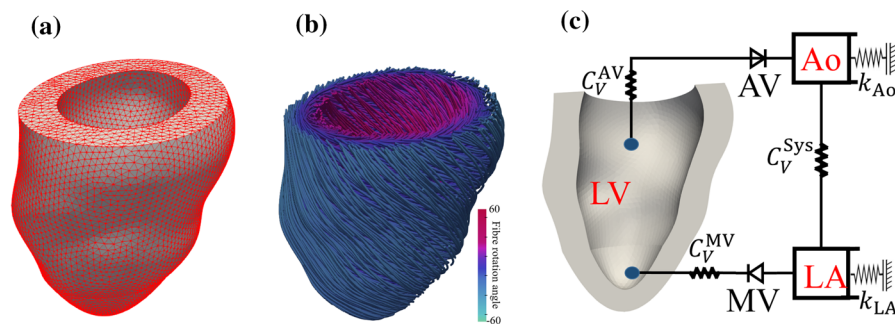 (a)
(b)
(c)
60
Fibre rotation angle
-60
C_V^AV
AV
Ao
k_Ao
C_V^Sys
LV
C_V^MV
MV
LA
k_LA